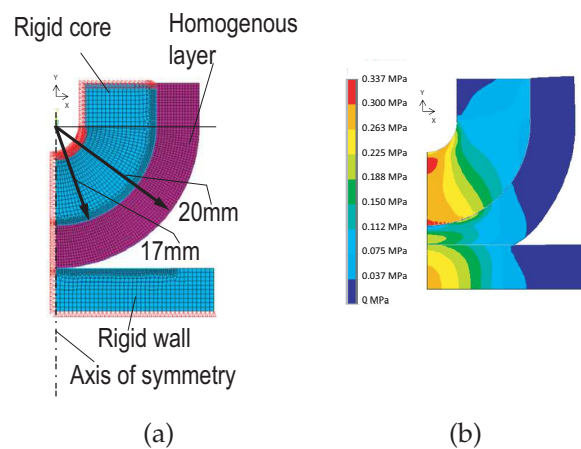 Rigid core
Homogenous
layer
Y
X
20mm
17mm
Rigid wall
Axis of symmetry
(a)
0.337 MPa
0.300 MPa
0.263 MPa
0.225 MPa
0.188 MPa
0.150 MPa
0.112 MPa
0.075 MPa
0.037 MPa
0 MPa
Y
X
(b)